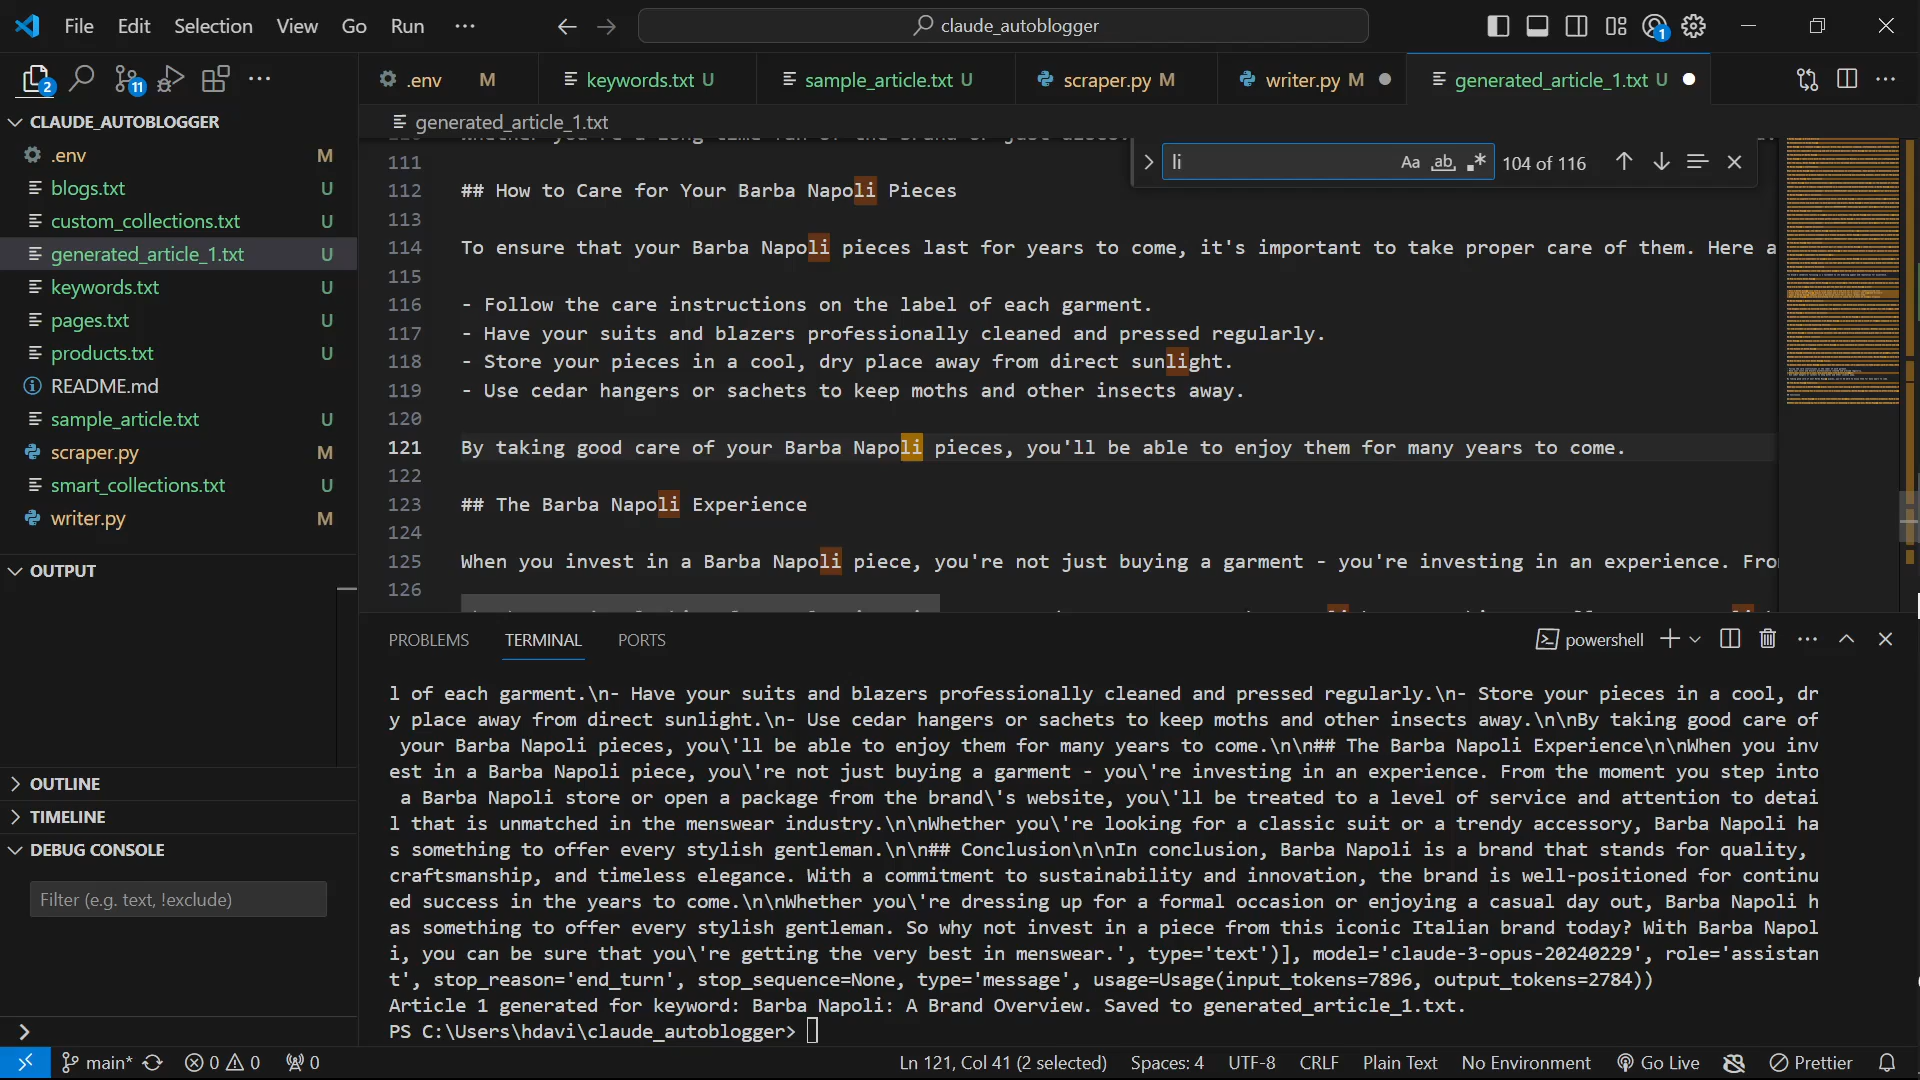 File Edit Selection View Go Run ···
claude_autoblogger
1
2
11
.env M
keywords.txt U
sample_article.txt U
scraper.py M
writer.py M
generated_article_1.txt U
CLAUDE_AUTOBLOGGER
.env M
blogs.txt U
custom_collections.txt U
generated_article_1.txt U
keywords.txt U
pages.txt U
products.txt U
README.md
sample_article.txt U
scraper.py M
smart_collections.txt U
writer.py M
OUTPUT
OUTLINE
TIMELINE
DEBUG CONSOLE
Filter (e.g. text, !exclude)
generated_article_1.txt
li
Aa ab .*
104 of 116
111
112 ## How to Care for Your Barba Napoli Pieces
113
114 To ensure that your Barba Napoli pieces last for years to come, it's important to take proper care of them. Here a
115
116 - Follow the care instructions on the label of each garment.
117 - Have your suits and blazers professionally cleaned and pressed regularly.
118 - Store your pieces in a cool, dry place away from direct sunlight.
119 - Use cedar hangers or sachets to keep moths and other insects away.
120
121 By taking good care of your Barba Napoli pieces, you'll be able to enjoy them for many years to come.
122
123 ## The Barba Napoli Experience
124
125 When you invest in a Barba Napoli piece, you're not just buying a garment - you're investing in an experience. Fro
126
PROBLEMS TERMINAL PORTS
powershell
l of each garment.\n- Have your suits and blazers professionally cleaned and pressed regularly.\n- Store your pieces in a cool, dr
y place away from direct sunlight.\n- Use cedar hangers or sachets to keep moths and other insects away.\n\nBy taking good care of
your Barba Napoli pieces, you\'ll be able to enjoy them for many years to come.\n\n## The Barba Napoli Experience\n\nWhen you inv
est in a Barba Napoli piece, you\'re not just buying a garment - you\'re investing in an experience. From the moment you step into
a Barba Napoli store or open a package from the brand\'s website, you\'ll be treated to a level of service and attention to detai
l that is unmatched in the menswear industry.\n\nWhether you\'re looking for a classic suit or a trendy accessory, Barba Napoli ha
s something to offer every stylish gentleman.\n\n## Conclusion\n\nIn conclusion, Barba Napoli is a brand that stands for quality,
craftsmanship, and timeless elegance. With a commitment to sustainability and innovation, the brand is well-positioned for continu
ed success in the years to come.\n\nWhether you\'re dressing up for a formal occasion or enjoying a casual day out, Barba Napoli h
as something to offer every stylish gentleman. So why not invest in a piece from this iconic Italian brand today? With Barba Napol
i, you can be sure that you\'re getting the very best in menswear.', type='text')], model='claude-3-opus-20240229', role='assistan
t', stop_reason='end_turn', stop_sequence=None, type='message', usage=Usage(input_tokens=7896, output_tokens=2784))
Article 1 generated for keyword: Barba Napoli: A Brand Overview. Saved to generated_article_1.txt.
PS C:\Users\hdavi\claude_autoblogger>
main* 0 0 0
Ln 121, Col 41 (2 selected) Spaces: 4 UTF-8 CRLF Plain Text No Environment Go Live Prettier